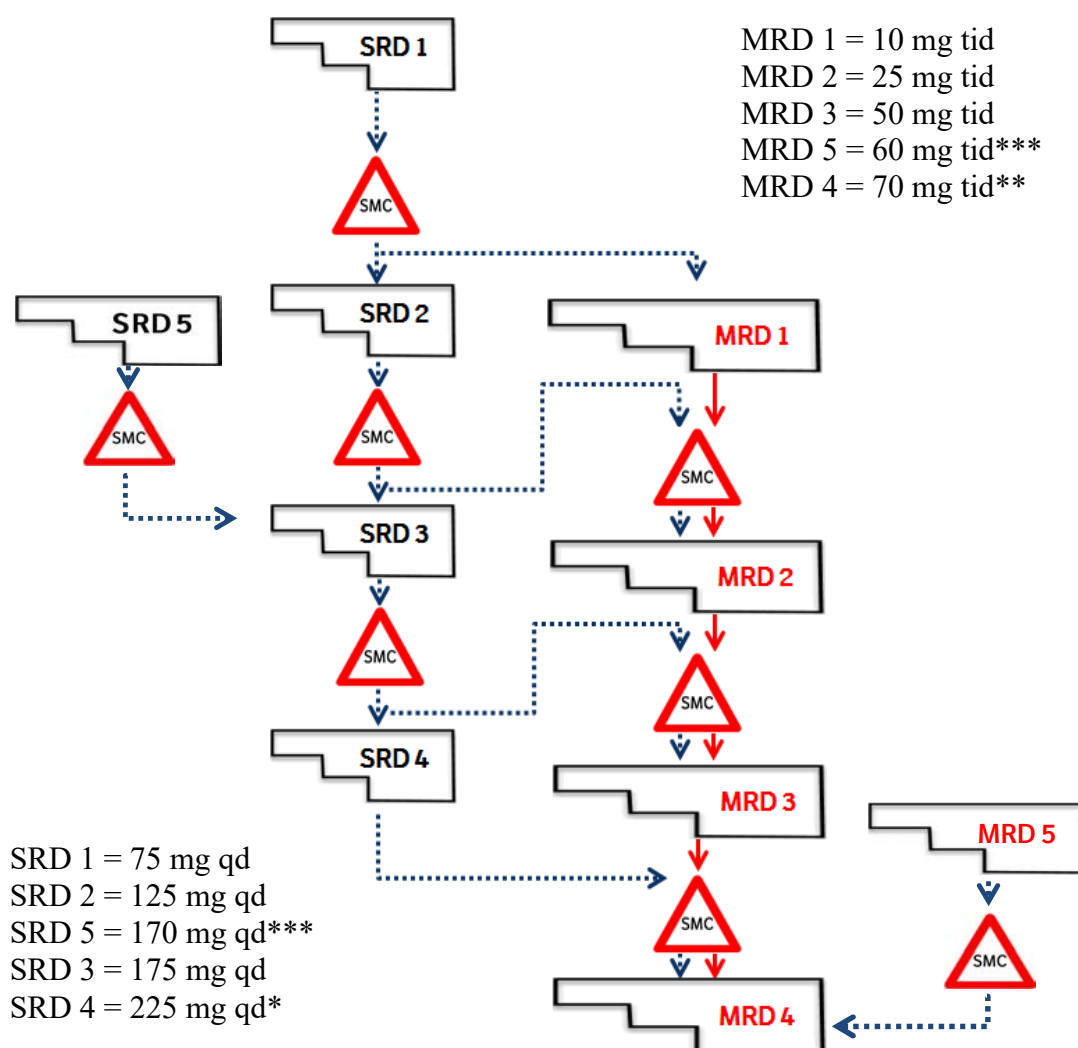 SRD 1
MRD 1 = 10 mg tid
MRD 2 = 25 mg tid
MRD 3 = 50 mg tid
MRD 5 = 60 mg tid***
MRD 4 = 70 mg tid**
SMC
SRD 5
SRD 2
MRD 1
SMC
SMC
SMC
SRD 3
MRD 2
SMC
SMC
SRD 4
MRD 3
MRD 5
SRD 1 = 75 mg qd
SRD 2 = 125 mg qd
SRD 5 = 170 mg qd***
SRD 3 = 175 mg qd
SRD 4 = 225 mg qd*
SMC
SMC
MRD 4